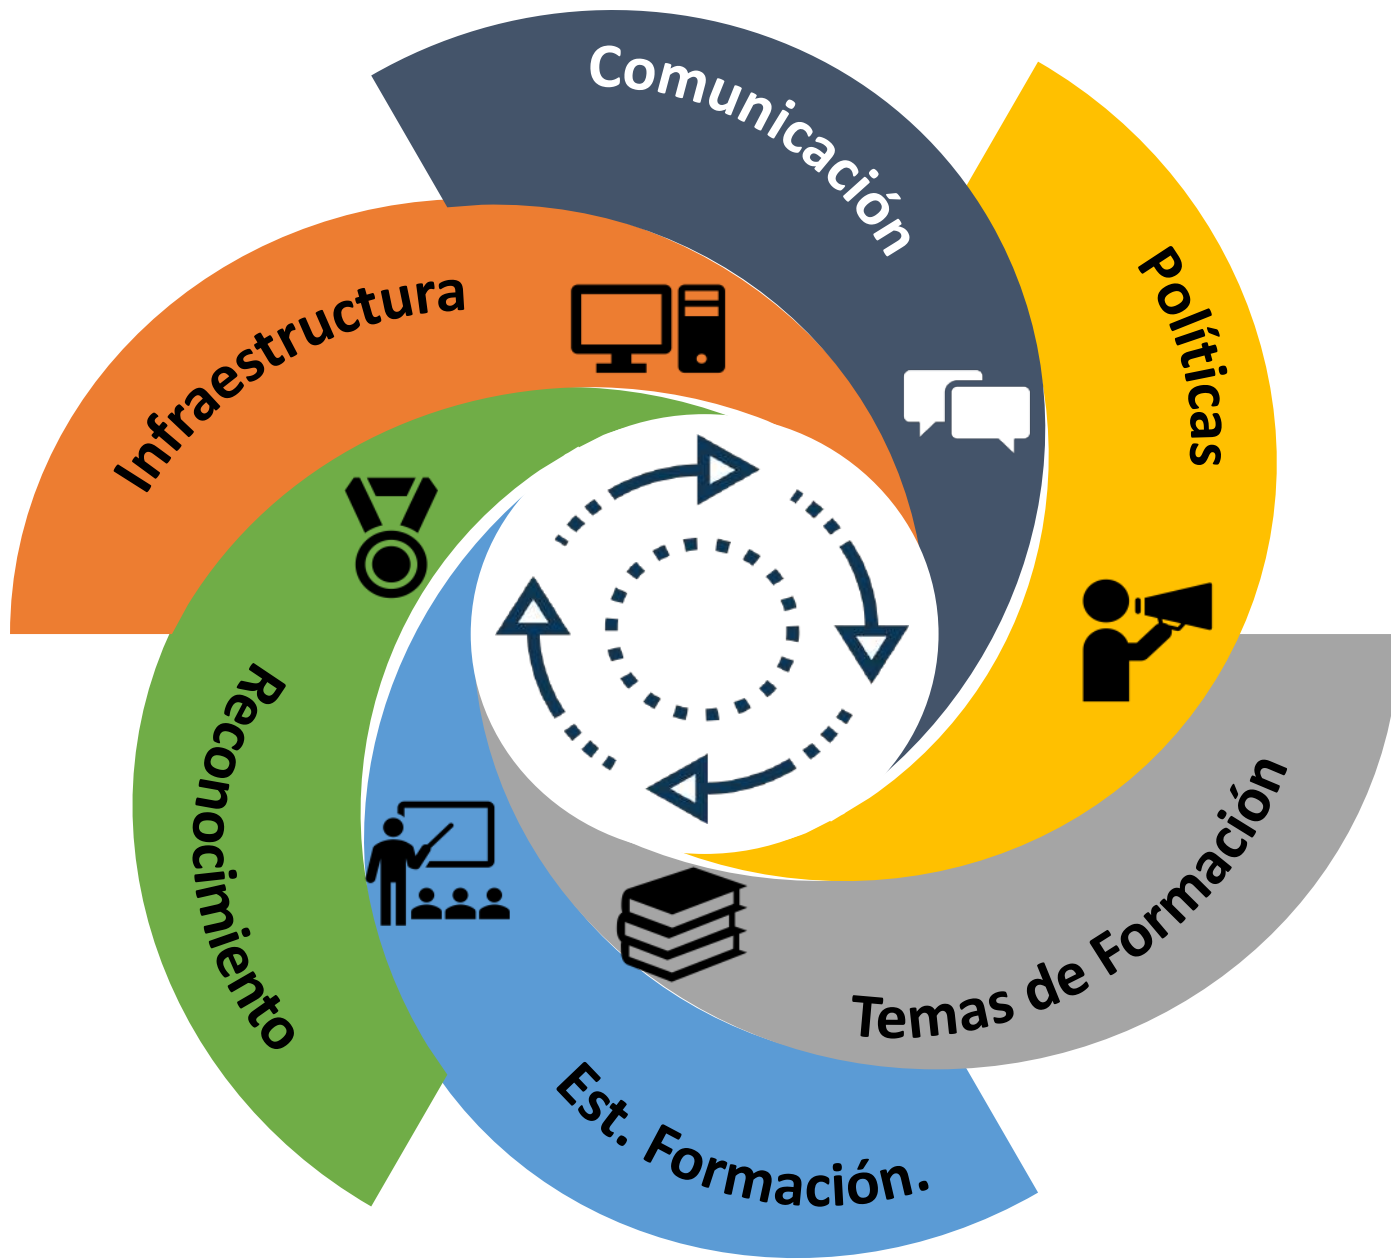 Comunicación
Políticas
Temas de Formación
Est. Formación.
Reconocimiento
Infraestructura